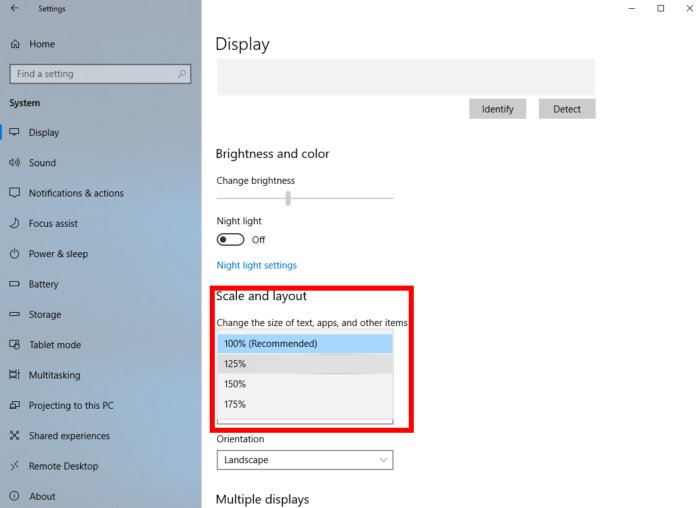 Settings
Home
Find a setting
System
Display
Sound
Notifications & actions
Focus assist
Power & sleep
Battery
Storage
Tablet mode
Multitasking
Projecting to this PC
Shared experiences
Remote Desktop
About
Display
Identify Detect
Brightness and color
Change brightness
Night light
Off
Night light settings
Scale and layout
Change the size of text, apps, and other items
100% (Recommended)
125%
150%
175%
Orientation
Landscape
Multiple displays